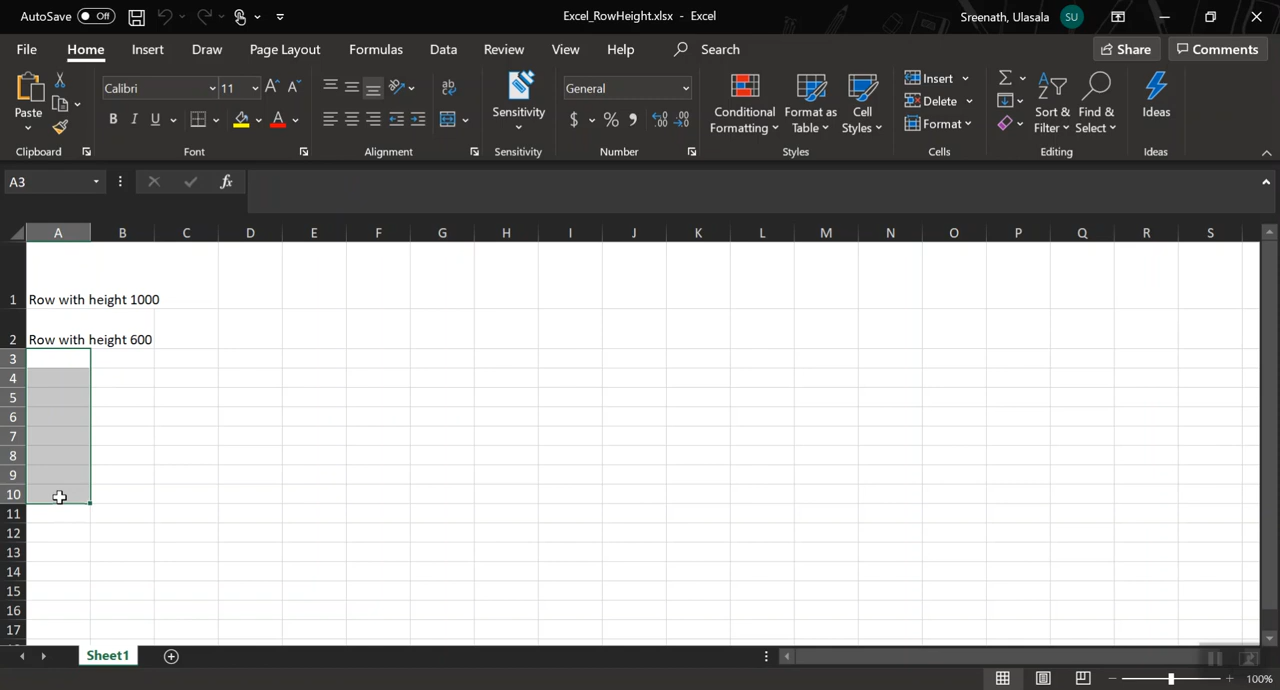 AutoSave Off Excel_RowHeight.xlsx - Excel Sreenath, Ulasala SU
File Home Insert Draw Page Layout Formulas Data Review View Help Search Share Comments
Paste
Clipboard
Calibri 11
B I U A
Font
ab
Alignment
Sensitivity
Sensitivity
General
$ % 9
Number
Conditional Formatting
Format as Table
Cell Styles
Styles
Insert
Delete
Format
Cells
Sort & Filter
Find & Select
Editing
Ideas
Ideas
A3 fx
A B C D E F G H I J K L M N O P Q R S
1 Row with height 1000
2 Row with height 600
3
4
5
6
7
8
9
10
11
12
13
14
15
16
17
Sheet1
100%